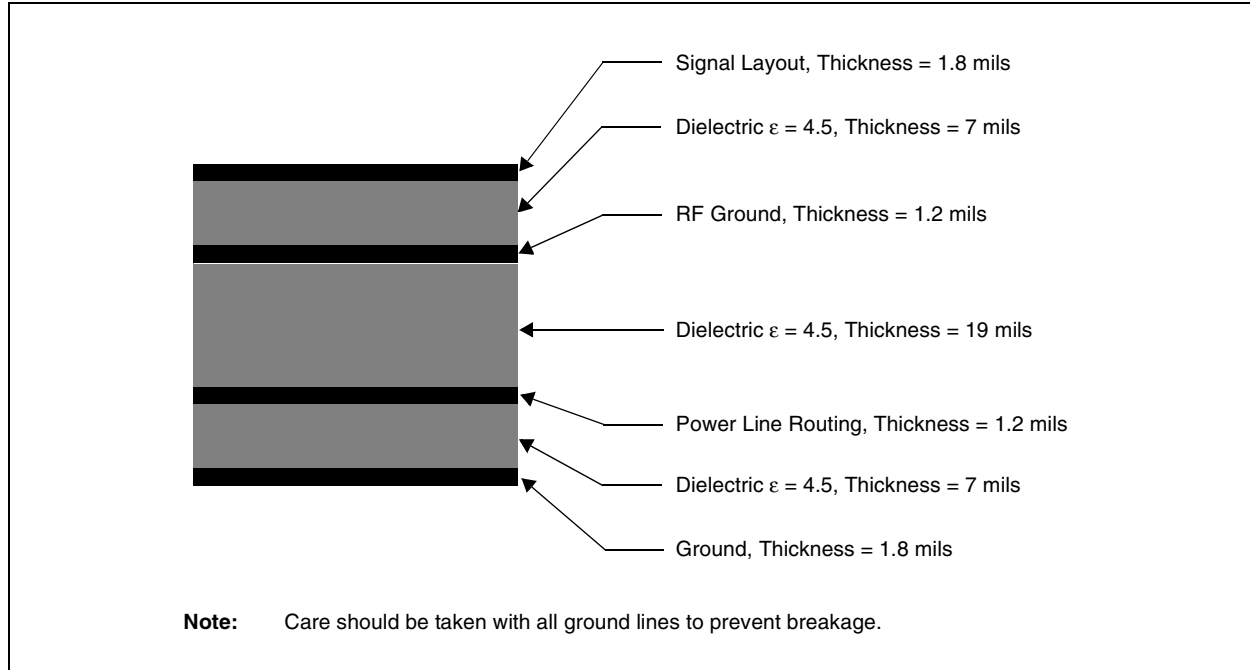 Signal Layout, Thickness = 1.8 mils
Dielectric ε = 4.5, Thickness = 7 mils
RF Ground, Thickness = 1.2 mils
Dielectric ε = 4.5, Thickness = 19 mils
Power Line Routing, Thickness = 1.2 mils
Dielectric ε = 4.5, Thickness = 7 mils
Ground, Thickness = 1.8 mils
Note: Care should be taken with all ground lines to prevent breakage.